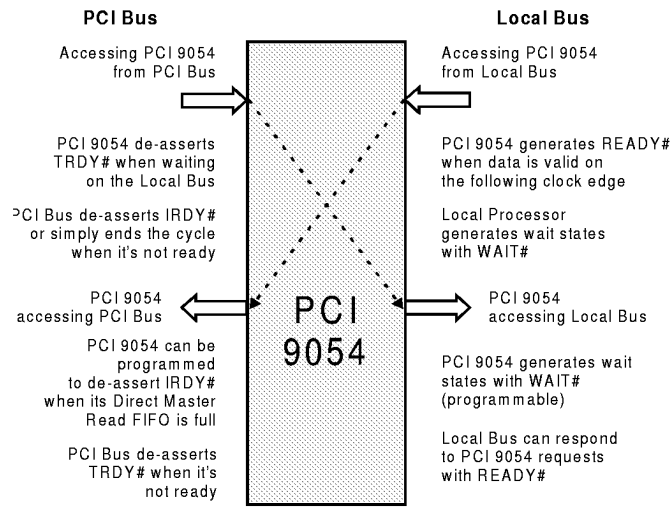 PCI Bus
Accessing PCI 9054
from PCI Bus
PCI 9054 de-asserts
TRDY# when waiting
on the Local Bus
PCI Bus de-asserts IRDY#
or simply ends the cycle
when it's not ready
PCI 9054
accessing PCI Bus
PCI 9054 can be
programmed
to de-assert IRDY#
when its Direct Master
Read FIFO is full
PCI Bus de-asserts
TRDY# when it's
not ready
PCI
9054
Local Bus
Accessing PCI 9054
from Local Bus
PCI 9054 generates READY#
when data is valid on
the following clock edge
Local Processor
generates wait states
with WAIT#
PCI 9054
accessing Local Bus
PCI 9054 generates wait
states with WAIT#
(programmable)
Local Bus can respond
to PCI 9054 requests
with READY#